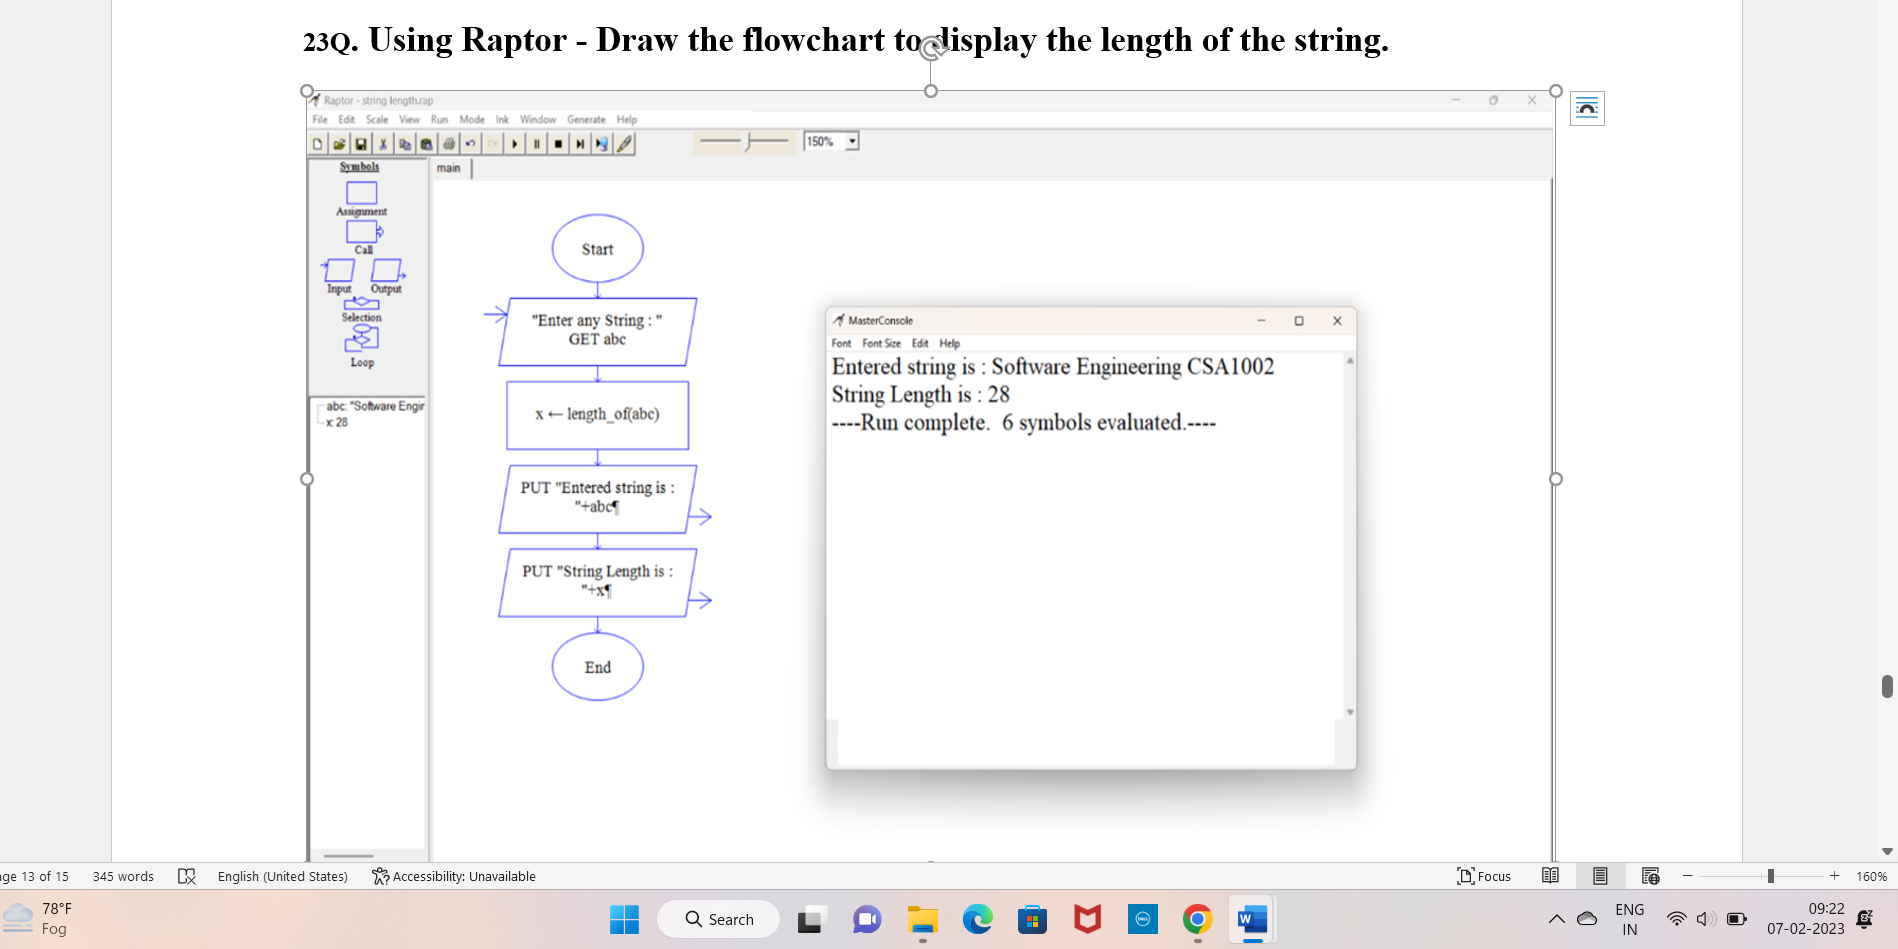 23Q. Using Raptor - Draw the flowchart to display the length of the string.
Raptor - string length.rap
File Edit Scale View Run Mode Ink Window Generate Help
150%
Symbols
Assignment
Call
Input Output
Selection
Loop
abc: "Software Engir
x: 28
main
Start
"Enter any String : "
GET abc
x ← length_of(abc)
PUT "Entered string is :
"+abc¶
PUT "String Length is :
"+x¶
End
MasterConsole
Font Font Size Edit Help
Entered string is : Software Engineering CSA1002
String Length is : 28
----Run complete.  6 symbols evaluated.----
age 13 of 15 345 words English (United States) Accessibility: Unavailable Focus 160%
78°F
Fog
Search
DELL
W
ENG
IN
09:22
07-02-2023